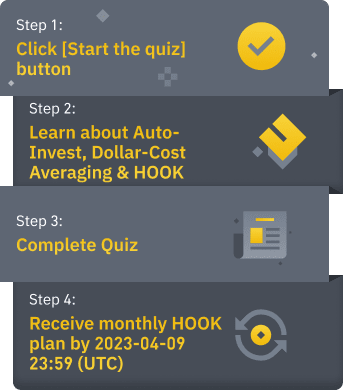 Step 1:
Click [Start the quiz]
button
Step 2:
Learn about Auto-
Invest, Dollar-Cost
Averaging & HOOK
Step 3:
Complete Quiz
Step 4:
Receive monthly HOOK
plan by 2023-04-09
23:59 (UTC)